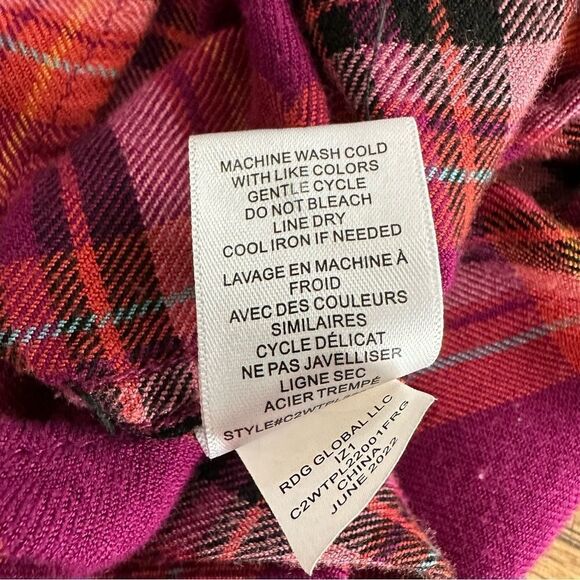 MACHINE WASH COLD
WITH LIKE COLORS
GENTLE CYCLE
DO NOT BLEACH
LINE DRY
COOL IRON IF NEEDED
LAVAGE EN MACHINE À
FROID
AVEC DES COULEURS
SIMILAIRES
CYCLE DÉLICAT
NE PAS JAVELLISER
LIGNE SEC
ACIER TREMPÉ
RDG GLOBAL LLC
IZ1
C2WTPL22001FRG
CHINA
JUNE 2022